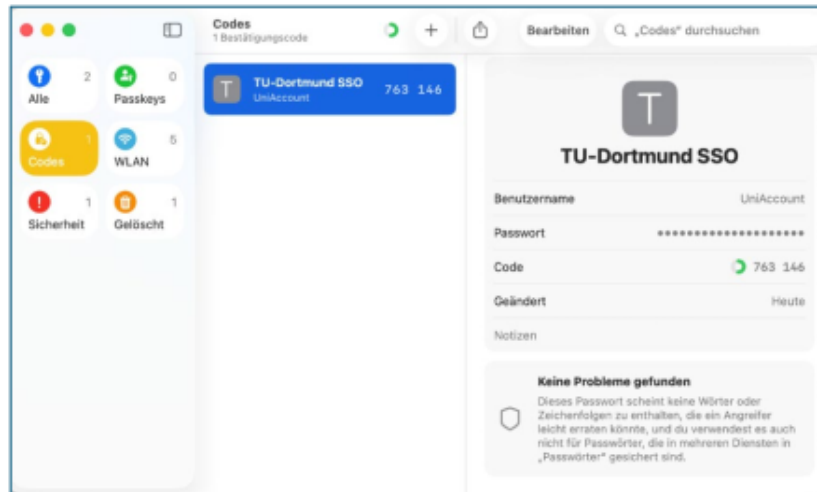 Codes
1 Bestätigungscode
Bearbeiten
„Codes“ durchsuchen
2
Alle
0
Passkeys
1
Codes
5
WLAN
1
Sicherheit
1
Gelöscht
T
TU-Dortmund SSO
UniAccount
763 146
T
TU-Dortmund SSO
Benutzername UniAccount
Passwort ••••••••••••••••••••
Code 763 146
Geändert Heute
Notizen
Keine Probleme gefunden
Dieses Passwort scheint keine Wörter oder
Zeichenfolgen zu enthalten, die ein Angreifer
leicht erraten könnte, und du verwendest es auch
nicht für Passwörter, die in mehreren Diensten in
„Passwörter“ gesichert sind.